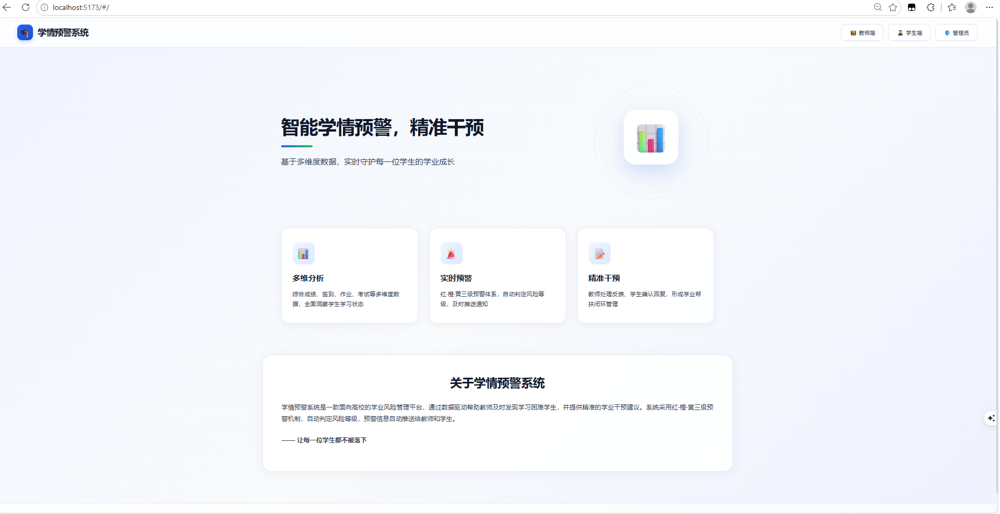 localhost:5173/#/
学情预警系统
教师端
学生端
管理员
智能学情预警，精准干预
基于多维度数据，实时守护每一位学生的学业成长
多维分析
综合成绩、签到、作业、考试等多维度数
据，全面洞察学生学习状态
实时预警
红·橙·黄三级预警体系，自动判定风险等
级，及时推送通知
精准干预
教师处理反馈、学生确认回复，形成学业帮
扶闭环管理
关于学情预警系统
学情预警系统是一款面向高校的学业风险管理平台，通过数据驱动帮助教师及时发现学习困难学生，并提供精准的学业干预建议。系统采用红·橙·黄三级预
警机制，自动判定风险等级，预警信息自动推送给教师和学生。
—— 让每一位学生都不被落下